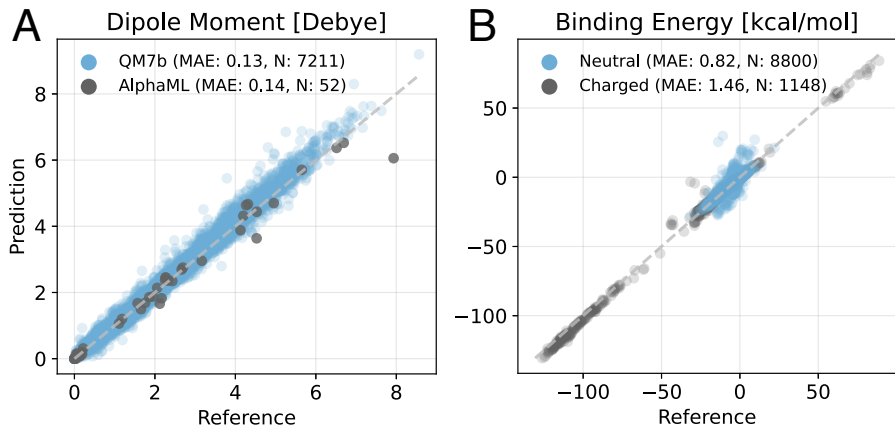 A
Dipole Moment [Debye]
QM7b (MAE: 0.13, N: 7211)
AlphaML (MAE: 0.14, N: 52)
8
6
4
2
0
Prediction
0 2 4 6 8
Reference
B
Binding Energy [kcal/mol]
Neutral (MAE: 0.82, N: 8800)
Charged (MAE: 1.46, N: 1148)
50
0
−50
−100
−100 −50 0 50
Reference